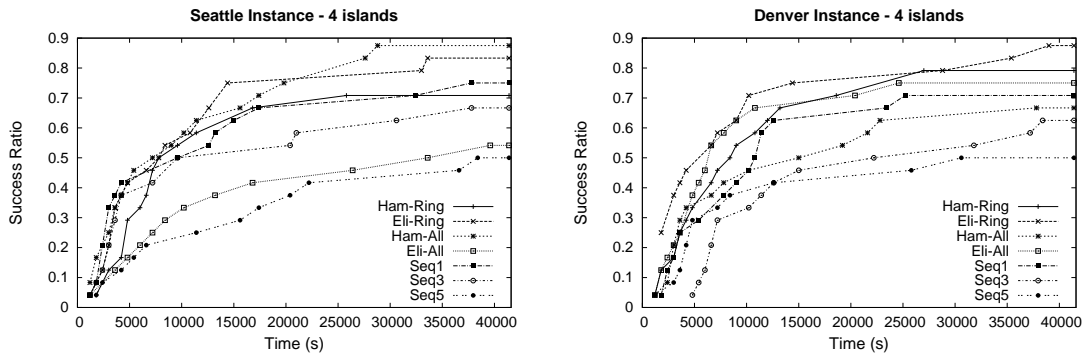 Seattle Instance - 4 islands
Success Ratio
0.9
0.8
0.7
0.6
0.5
0.4
0.3
0.2
0.1
0
Ham-Ring
Eli-Ring
Ham-All
Eli-All
Seq1
Seq3
Seq5
0 5000 10000 15000 20000 25000 30000 35000 40000
Time (s)
Denver Instance - 4 islands
Success Ratio
0.9
0.8
0.7
0.6
0.5
0.4
0.3
0.2
0.1
0
Ham-Ring
Eli-Ring
Ham-All
Eli-All
Seq1
Seq3
Seq5
0 5000 10000 15000 20000 25000 30000 35000 40000
Time (s)